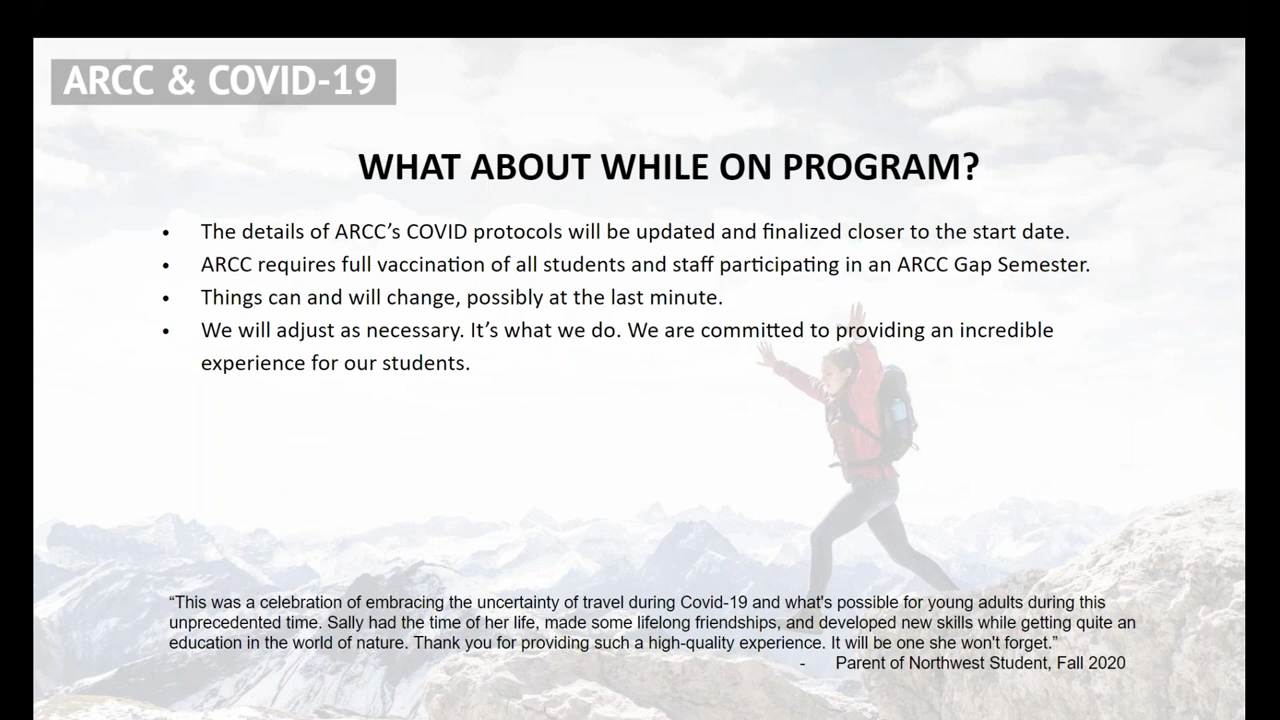 ARCC & COVID-19
WHAT ABOUT WHILE ON PROGRAM?
• The details of ARCC’s COVID protocols will be updated and finalized closer to the start date.
• ARCC requires full vaccination of all students and staff participating in an ARCC Gap Semester.
• Things can and will change, possibly at the last minute.
• We will adjust as necessary. It’s what we do. We are committed to providing an incredible
experience for our students.
“This was a celebration of embracing the uncertainty of travel during Covid-19 and what's possible for young adults during this
unprecedented time. Sally had the time of her life, made some lifelong friendships, and developed new skills while getting quite an
education in the world of nature. Thank you for providing such a high-quality experience. It will be one she won't forget.”
- Parent of Northwest Student, Fall 2020